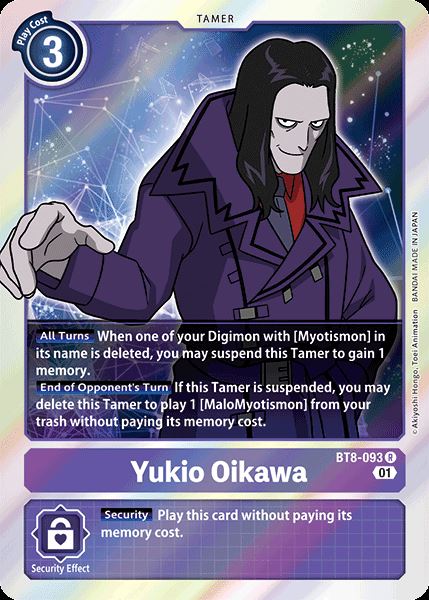 TAMER
Play Cost
3
All Turns When one of your Digimon with [Myotismon] in
its name is deleted, you may suspend this Tamer to gain 1
memory.
End of Opponent's Turn If this Tamer is suspended, you may
delete this Tamer to play 1 [MaloMyotismon] from your
trash without paying its memory cost.
©Akiyoshi Hongo, Toei Animation BANDAI MADE IN JAPAN
BT8-093 R
Yukio Oikawa
01
Security Play this card without paying its
memory cost.
Security Effect